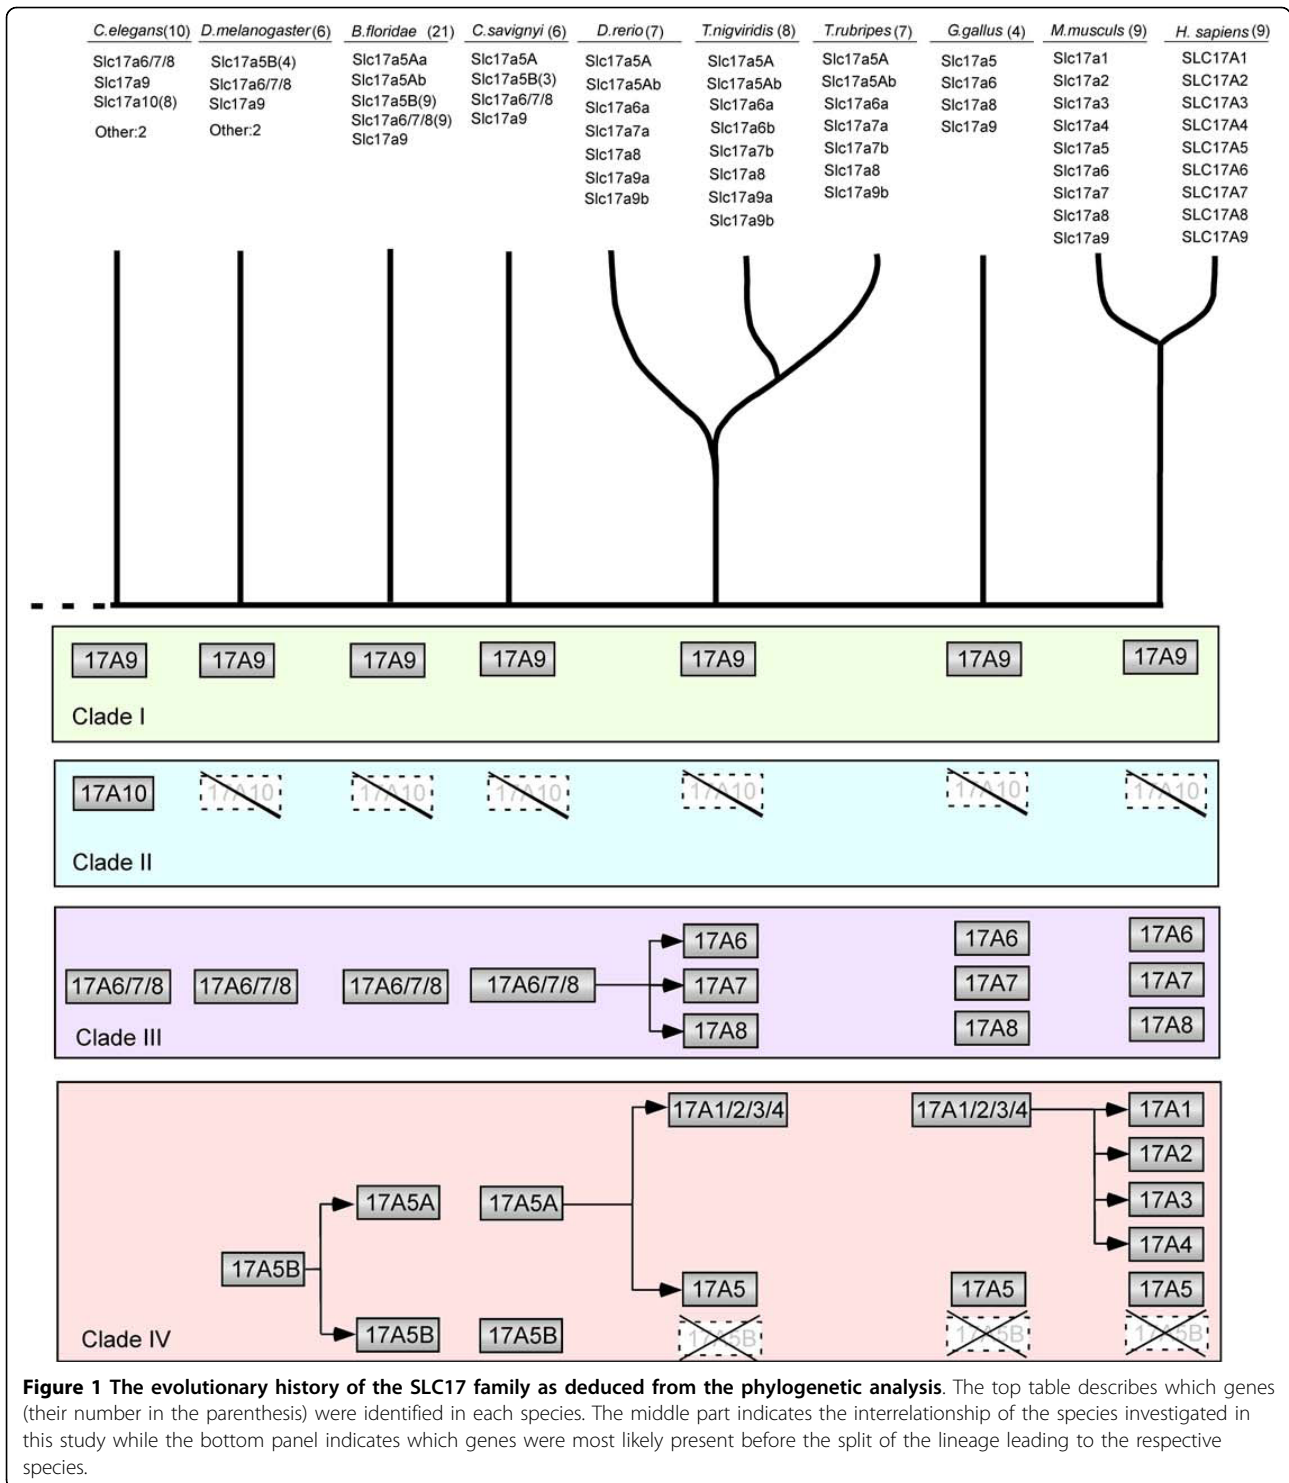 C.elegans(10) D.melanogaster(6) B.floridae (21) C.savignyi (6) D.rerio(7) T.nigviridis (8) T.rubripes(7) G.gallus (4) M.musculs (9) H. sapiens(9)
Slc17a6/7/8
Slc17a9
Slc17a10(8)
Other:2
Slc17a5B(4)
Slc17a6/7/8
Slc17a9
Other:2
Slc17a5Aa
Slc17a5Ab
Slc17a5B(9)
Slc17a6/7/8(9)
Slc17a9
Slc17a5A
Slc17a5B(3)
Slc17a6/7/8
Slc17a9
Slc17a5A
Slc17a5Ab
Slc17a6a
Slc17a7a
Slc17a8
Slc17a9a
Slc17a9b
Slc17a5A
Slc17a5Ab
Slc17a6a
Slc17a6b
Slc17a7b
Slc17a8
Slc17a9a
Slc17a9b
Slc17a5A
Slc17a5Ab
Slc17a6a
Slc17a7a
Slc17a7b
Slc17a8
Slc17a9b
Slc17a5
Slc17a6
Slc17a8
Slc17a9
Slc17a1
Slc17a2
Slc17a3
Slc17a4
Slc17a5
Slc17a6
Slc17a7
Slc17a8
Slc17a9
SLC17A1
SLC17A2
SLC17A3
SLC17A4
SLC17A5
SLC17A6
SLC17A7
SLC17A8
SLC17A9
17A9 17A9 17A9 17A9 17A9 17A9 17A9
Clade I
17A10 17A10 17A10 17A10 17A10 17A10 17A10
Clade II
17A6 17A6 17A6
17A6/7/8 17A6/7/8 17A6/7/8 17A6/7/8 17A7 17A7 17A7
17A8 17A8 17A8
Clade III
17A1/2/3/4 17A1/2/3/4 17A1
17A2
17A5A 17A5A 17A3
17A4
17A5B 17A5 17A5 17A5
17A5B 17A5B 17A5B 17A5B 17A5B
Clade IV
Figure 1 The evolutionary history of the SLC17 family as deduced from the phylogenetic analysis. The top table describes which genes
(their number in the parenthesis) were identified in each species. The middle part indicates the interrelationship of the species investigated in
this study while the bottom panel indicates which genes were most likely present before the split of the lineage leading to the respective
species.